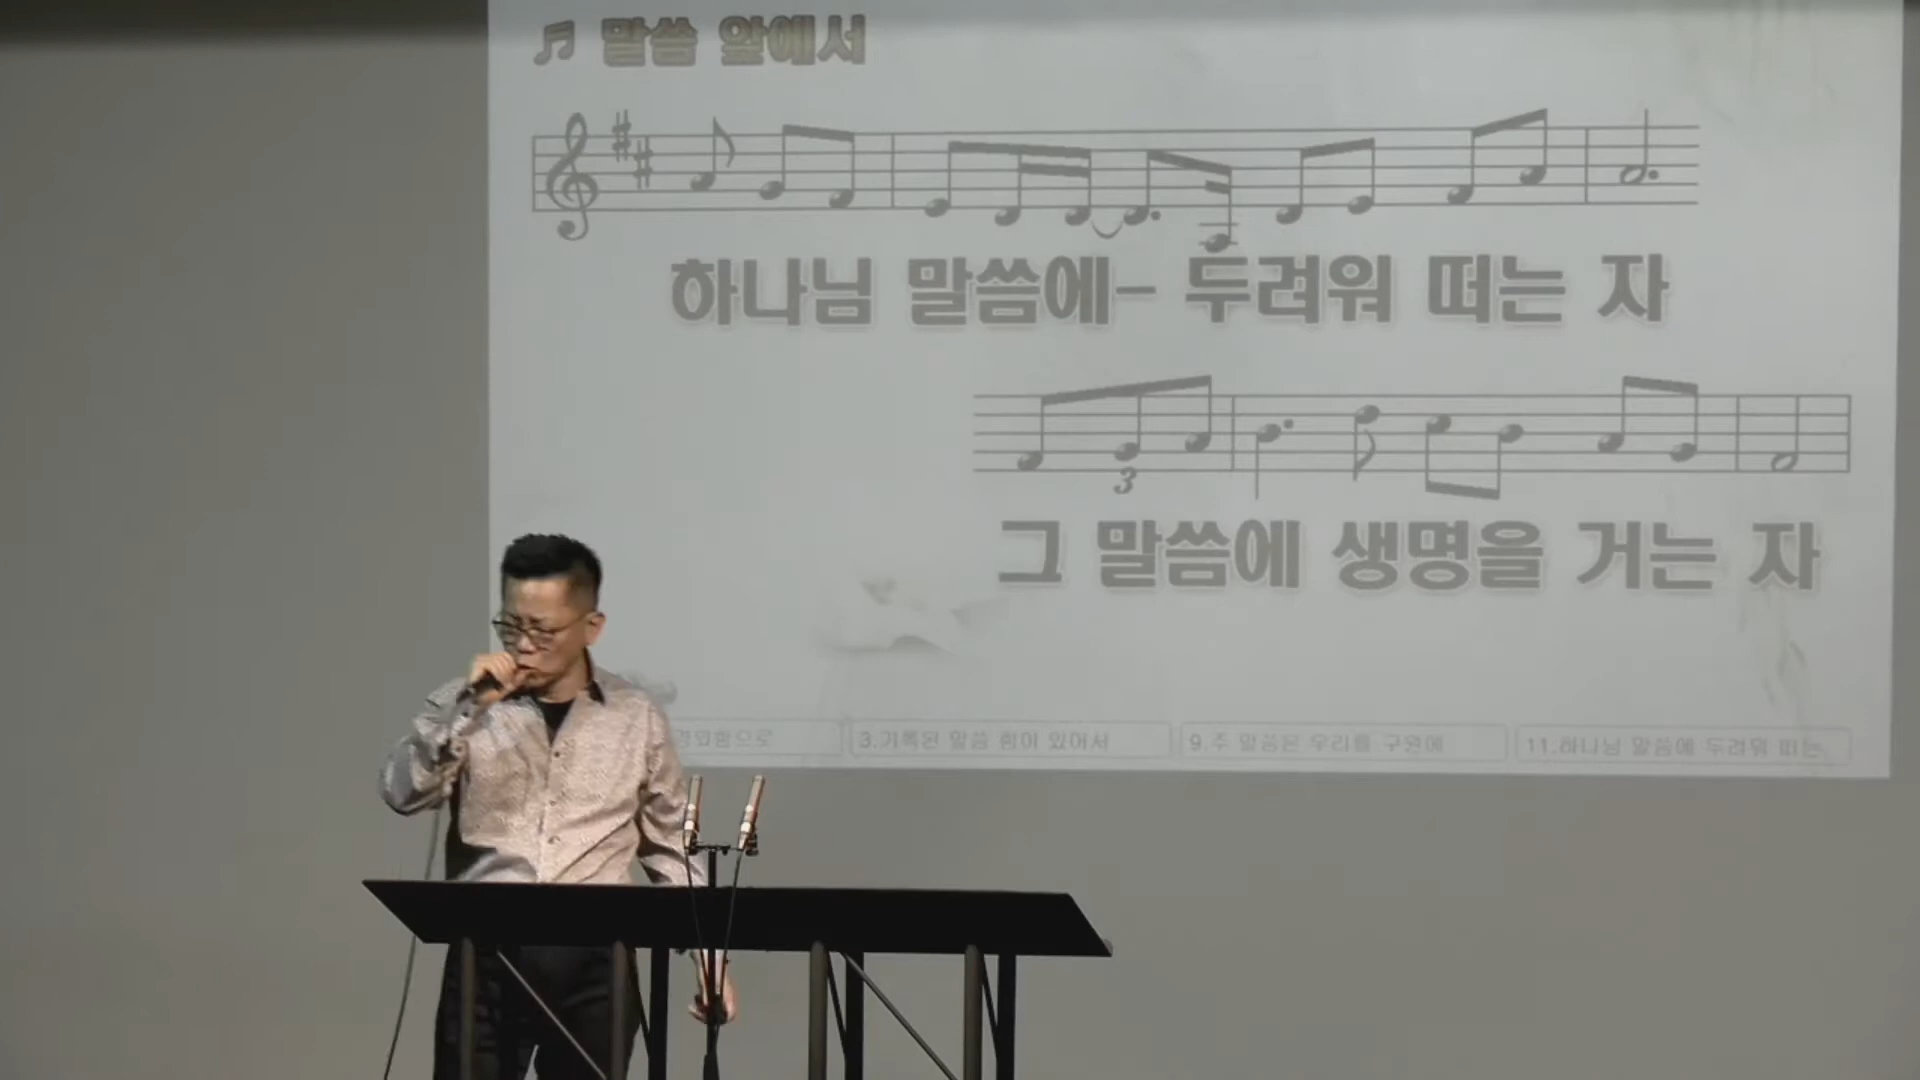 ♬ 말씀 앞에서
하나님 말씀에- 두려워 떠는 자
3
그 말씀에 생명을 거는 자
3.기록된 말씀 힘이 있어서
9.주 말씀은 우리를 구원에
11.하나님 말씀에 두려워 떠는